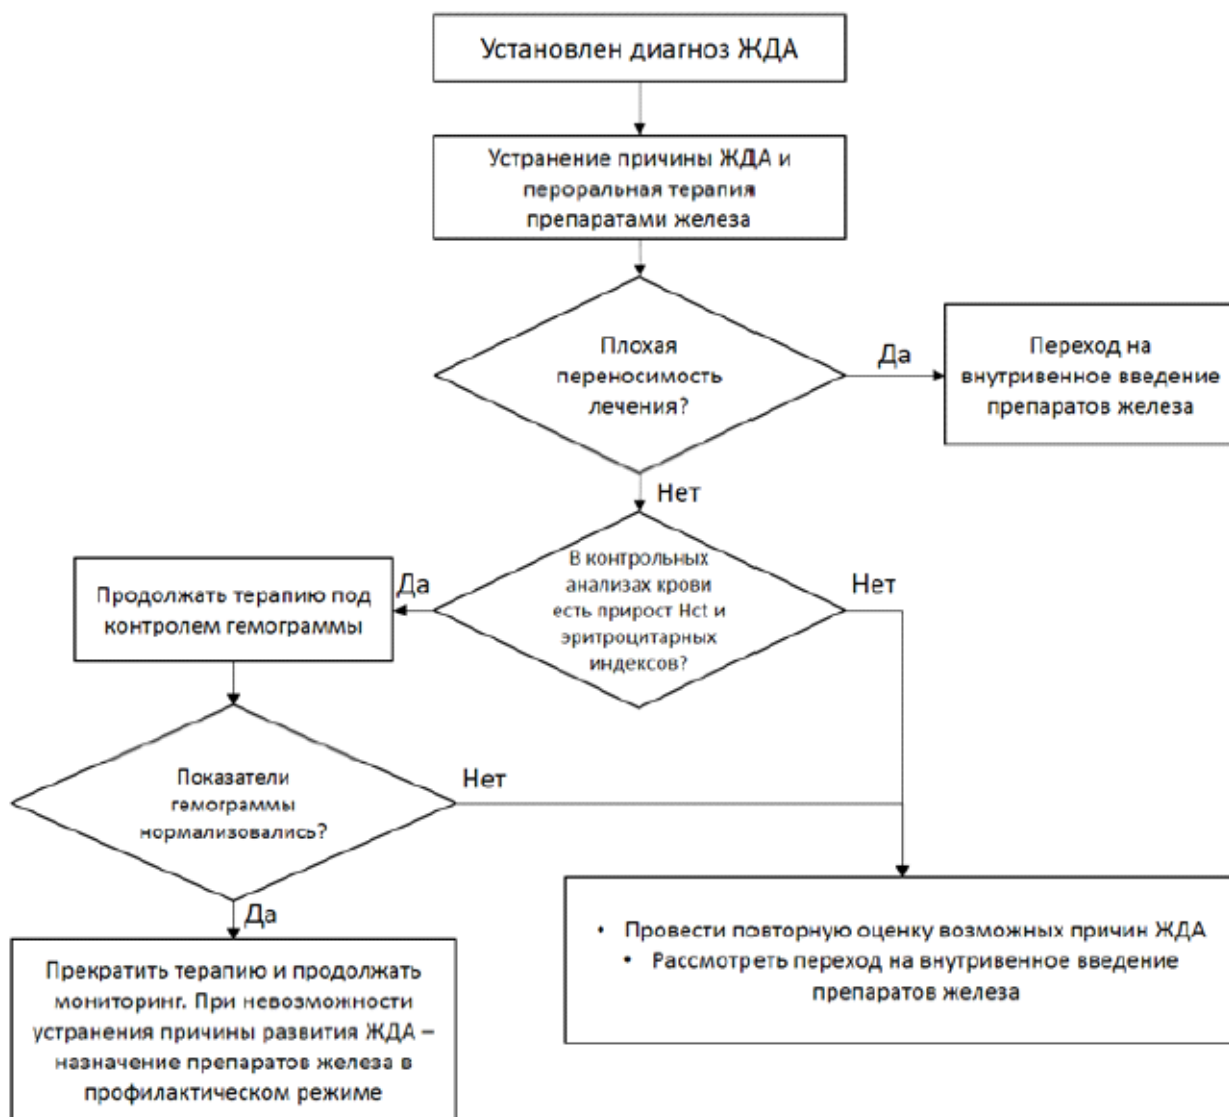 Установлен диагноз ЖДА
Устранение причины ЖДА и
пероральная терапия
препаратами железа
Плохая
переносимость
лечения?
Да
Переход на
внутривенное введение
препаратов железа
Нет
В контрольных
анализах крови
есть прирост Hct и
эритроцитарных
индексов?
Да
Нет
Продолжать терапию под
контролем гемограммы
Показатели
гемограммы
нормализовались?
Нет
Да
Прекратить терапию и продолжать
мониторинг. При невозможности
устранения причины развития ЖДА –
назначение препаратов железа в
профилактическом режиме
• Провести повторную оценку возможных причин ЖДА
• Рассмотреть переход на внутривенное введение
препаратов железа